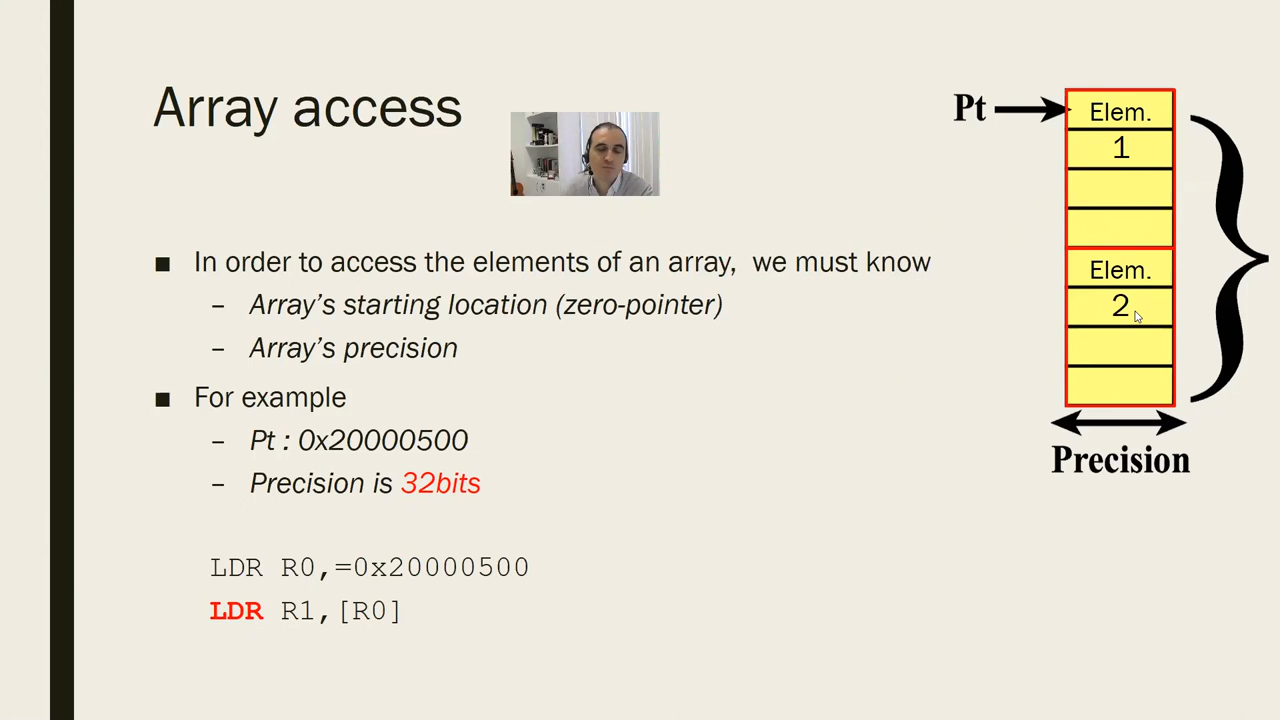 Array access
■ In order to access the elements of an array, we must know
– Array's starting location (zero-pointer)
– Array's precision
■ For example
– Pt : 0x20000500
– Precision is 32bits
LDR R0,=0x20000500
LDR R1,[R0]
Pt
Elem.
1
Elem.
2
Precision